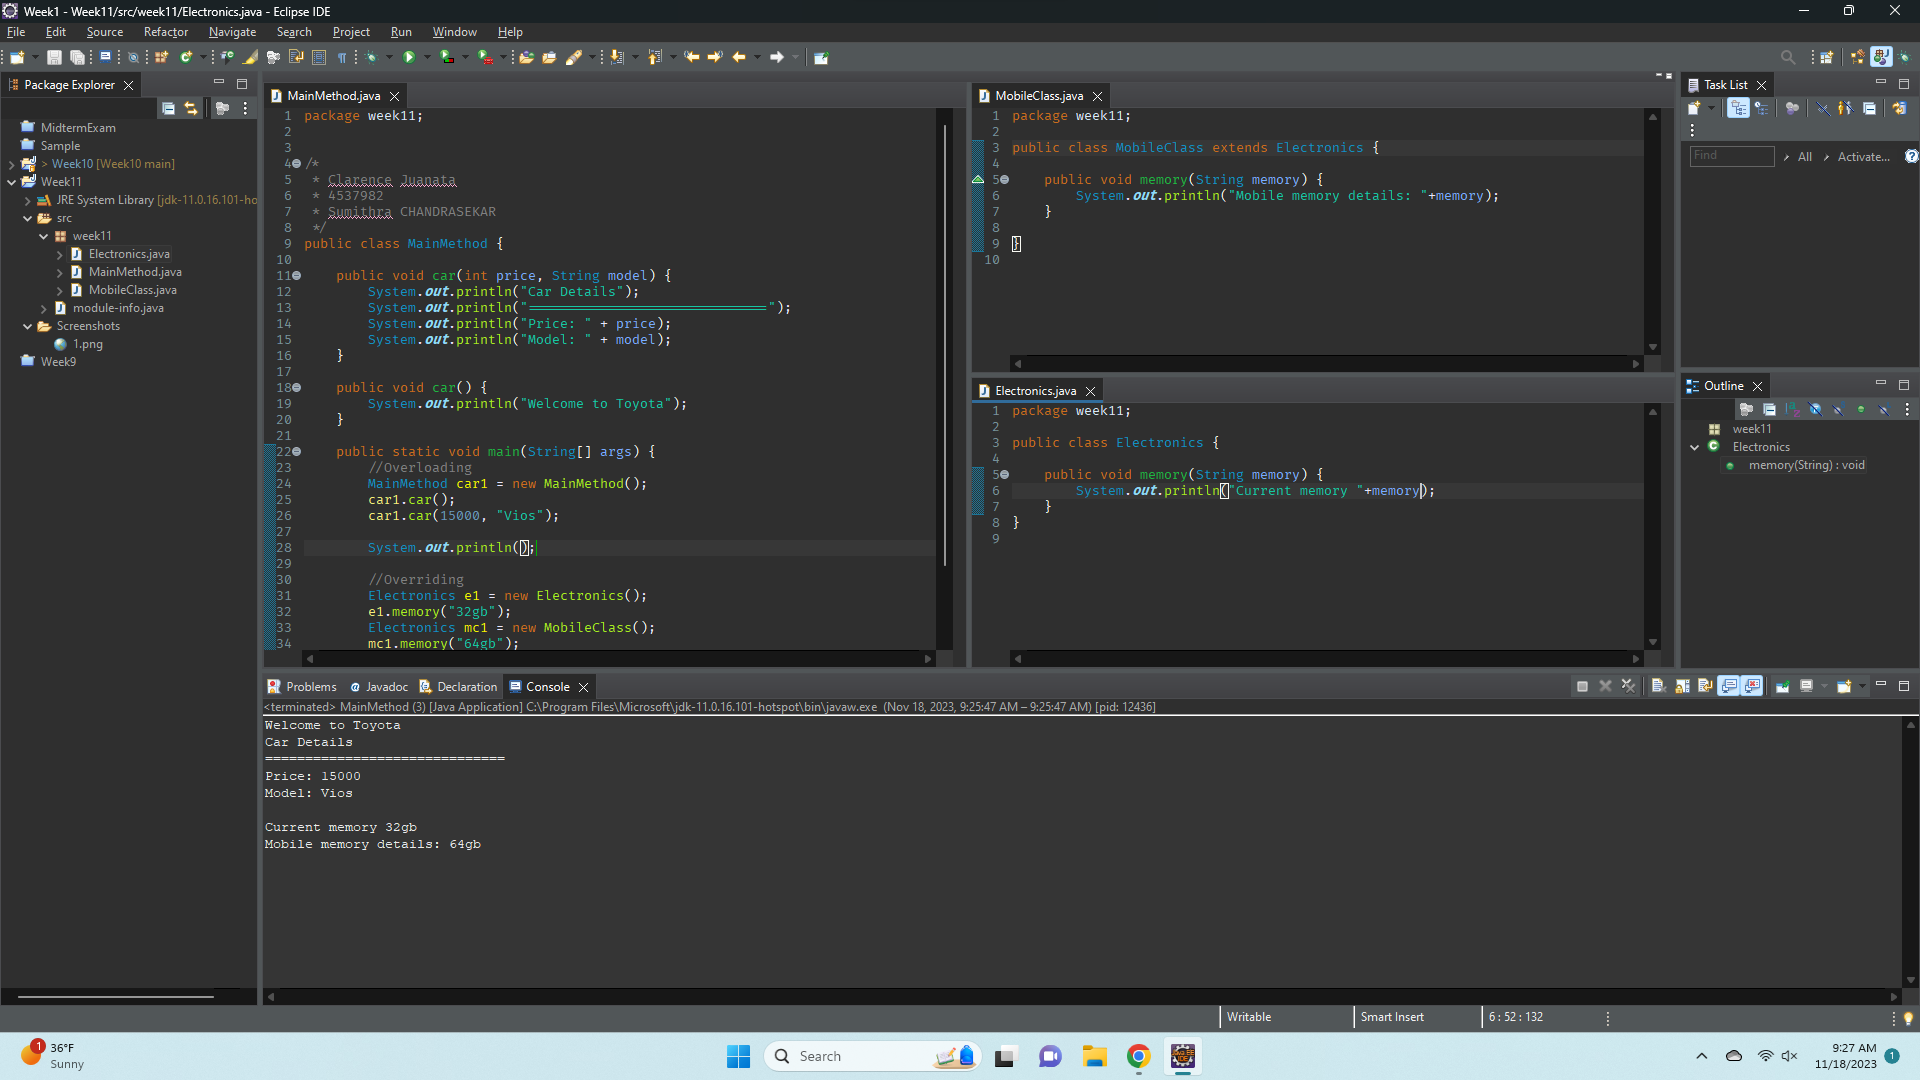 Week1 - Week11/src/week11/Electronics.java - Eclipse IDE
File Edit Source Refactor Navigate Search Project Run Window Help
Package Explorer
MidtermExam
Sample
> Week10 [Week10 main]
Week11
JRE System Library [jdk-11.0.16.101-ho
src
week11
Electronics.java
MainMethod.java
MobileClass.java
module-info.java
Screenshots
1.png
Week9
MainMethod.java
1 package week11;
2
3
4 /*
5 * Clarence Juanata
6 * 4537982
7 * Sumithra CHANDRASEKAR
8 */
9 public class MainMethod {
10
11 public void car(int price, String model) {
12 System.out.println("Car Details");
13 System.out.println("==============================");
14 System.out.println("Price: " + price);
15 System.out.println("Model: " + model);
16 }
17
18 public void car() {
19 System.out.println("Welcome to Toyota");
20 }
21
22 public static void main(String[] args) {
23 //Overloading
24 MainMethod car1 = new MainMethod();
25 car1.car();
26 car1.car(15000, "Vios");
27
28 System.out.println();
29
30 //Overriding
31 Electronics e1 = new Electronics();
32 e1.memory("32gb");
33 Electronics mc1 = new MobileClass();
34 mc1.memory("64gb");
MobileClass.java
1 package week11;
2
3 public class MobileClass extends Electronics {
4
5 public void memory(String memory) {
6 System.out.println("Mobile memory details: "+memory);
7 }
8
9 }
10
Electronics.java
1 package week11;
2
3 public class Electronics {
4
5 public void memory(String memory) {
6 System.out.println("Current memory "+memory);
7 }
8 }
9
Task List
Find All Activate...
Outline
week11
Electronics
memory(String) : void
Problems Javadoc Declaration Console
<terminated> MainMethod (3) [Java Application] C:\Program Files\Microsoft\jdk-11.0.16.101-hotspot\bin\javaw.exe (Nov 18, 2023, 9:25:47 AM – 9:25:47 AM) [pid: 12436]
Welcome to Toyota
Car Details
==============================
Price: 15000
Model: Vios

Current memory 32gb
Mobile memory details: 64gb
Writable Smart Insert 6 : 52 : 132
1
36°F
Sunny
Search
9:27 AM
11/18/2023
1